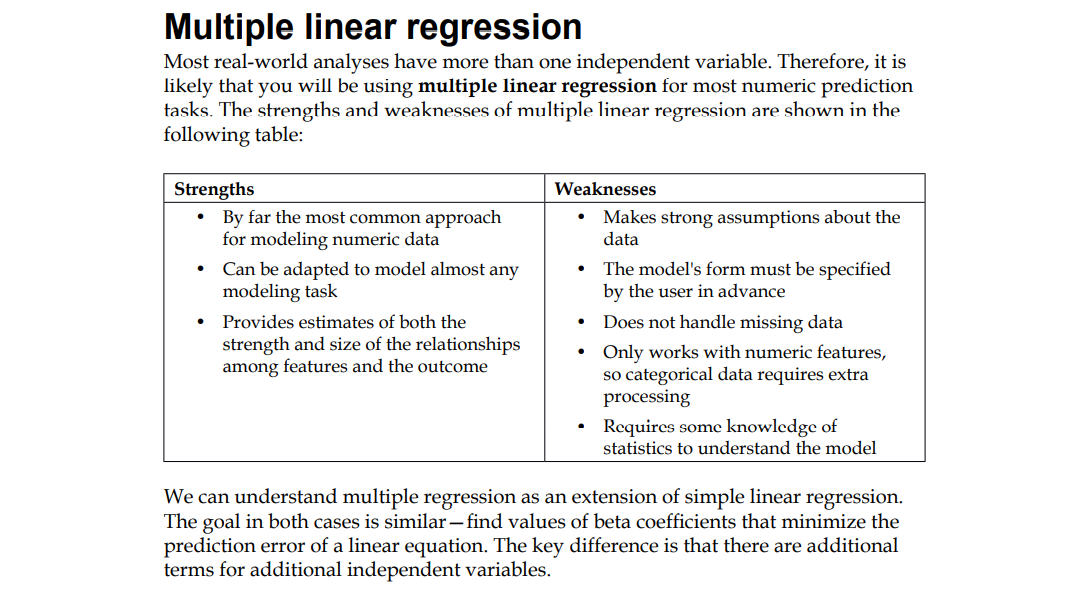 Multiple linear regression
Most real-world analyses have more than one independent variable. Therefore, it is
likely that you will be using multiple linear regression for most numeric prediction
tasks. The strengths and weaknesses of multiple linear regression are shown in the
following table:
Strengths
• By far the most common approach
for modeling numeric data
• Can be adapted to model almost any
modeling task
• Provides estimates of both the
strength and size of the relationships
among features and the outcome
Weaknesses
• Makes strong assumptions about the
data
• The model's form must be specified
by the user in advance
• Does not handle missing data
• Only works with numeric features,
so categorical data requires extra
processing
• Requires some knowledge of
statistics to understand the model
We can understand multiple regression as an extension of simple linear regression.
The goal in both cases is similar—find values of beta coefficients that minimize the
prediction error of a linear equation. The key difference is that there are additional
terms for additional independent variables.